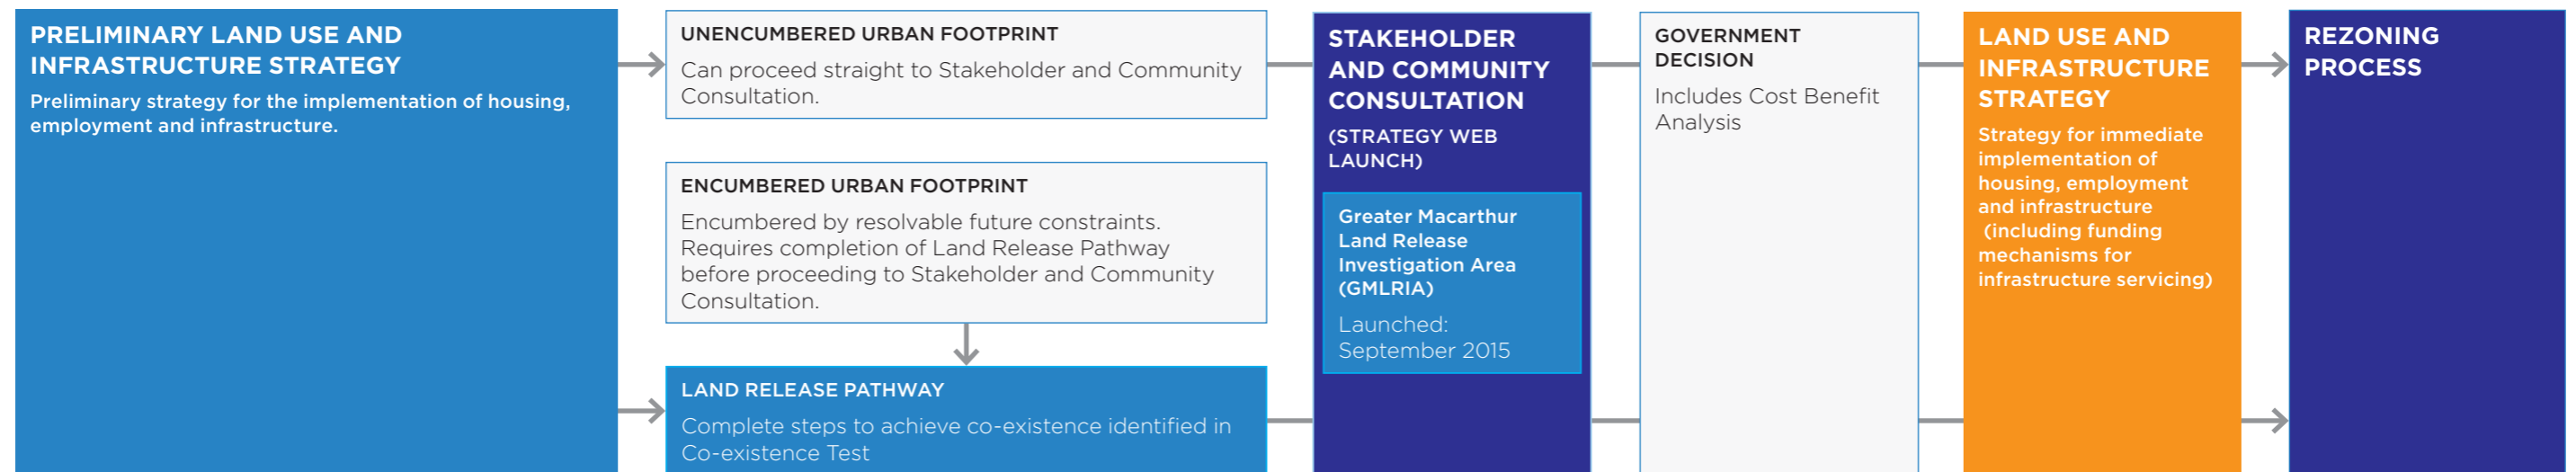 PRELIMINARY LAND USE AND
INFRASTRUCTURE STRATEGY
Preliminary strategy for the implementation of housing,
employment and infrastructure.
UNENCUMBERED URBAN FOOTPRINT
Can proceed straight to Stakeholder and Community
Consultation.
ENCUMBERED URBAN FOOTPRINT
Encumbered by resolvable future constraints.
Requires completion of Land Release Pathway
before proceeding to Stakeholder and Community
Consultation.
LAND RELEASE PATHWAY
Complete steps to achieve co-existence identified in
Co-existence Test
STAKEHOLDER
AND COMMUNITY
CONSULTATION
(STRATEGY WEB
LAUNCH)
Greater Macarthur
Land Release
Investigation Area
(GMLRIA)
Launched:
September 2015
GOVERNMENT
DECISION
Includes Cost Benefit
Analysis
LAND USE AND
INFRASTRUCTURE
STRATEGY
Strategy for immediate
implementation of
housing, employment
and infrastructure
(including funding
mechanisms for
infrastructure servicing)
REZONING
PROCESS